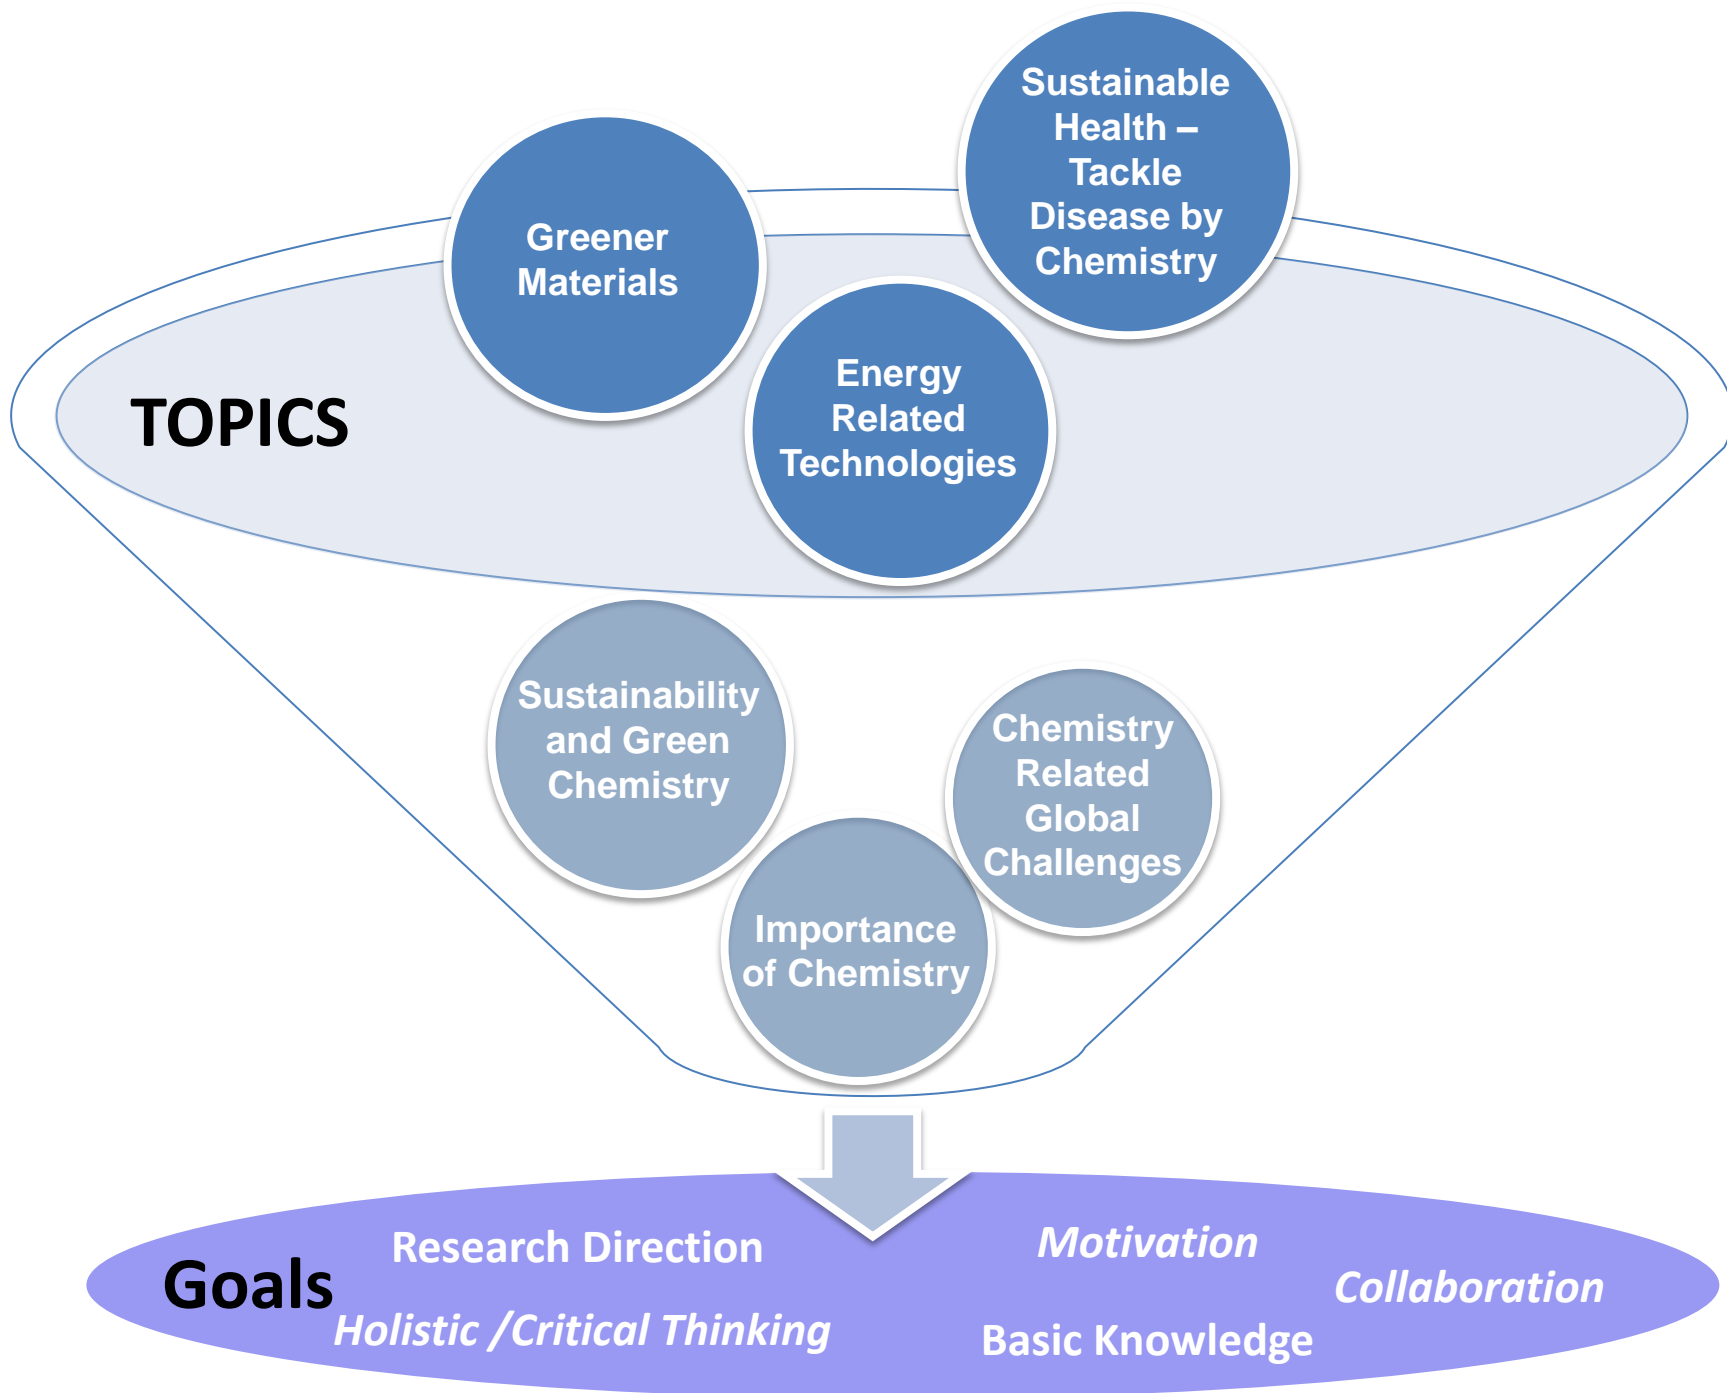 Sustainable
Health –
Tackle
Disease by
Chemistry
Greener
Materials
Energy
Related
Technologies
TOPICS
Sustainability
and Green
Chemistry
Chemistry
Related
Global
Challenges
Importance
of Chemistry
Goals
Research Direction
Motivation
Collaboration
Holistic /Critical Thinking
Basic Knowledge